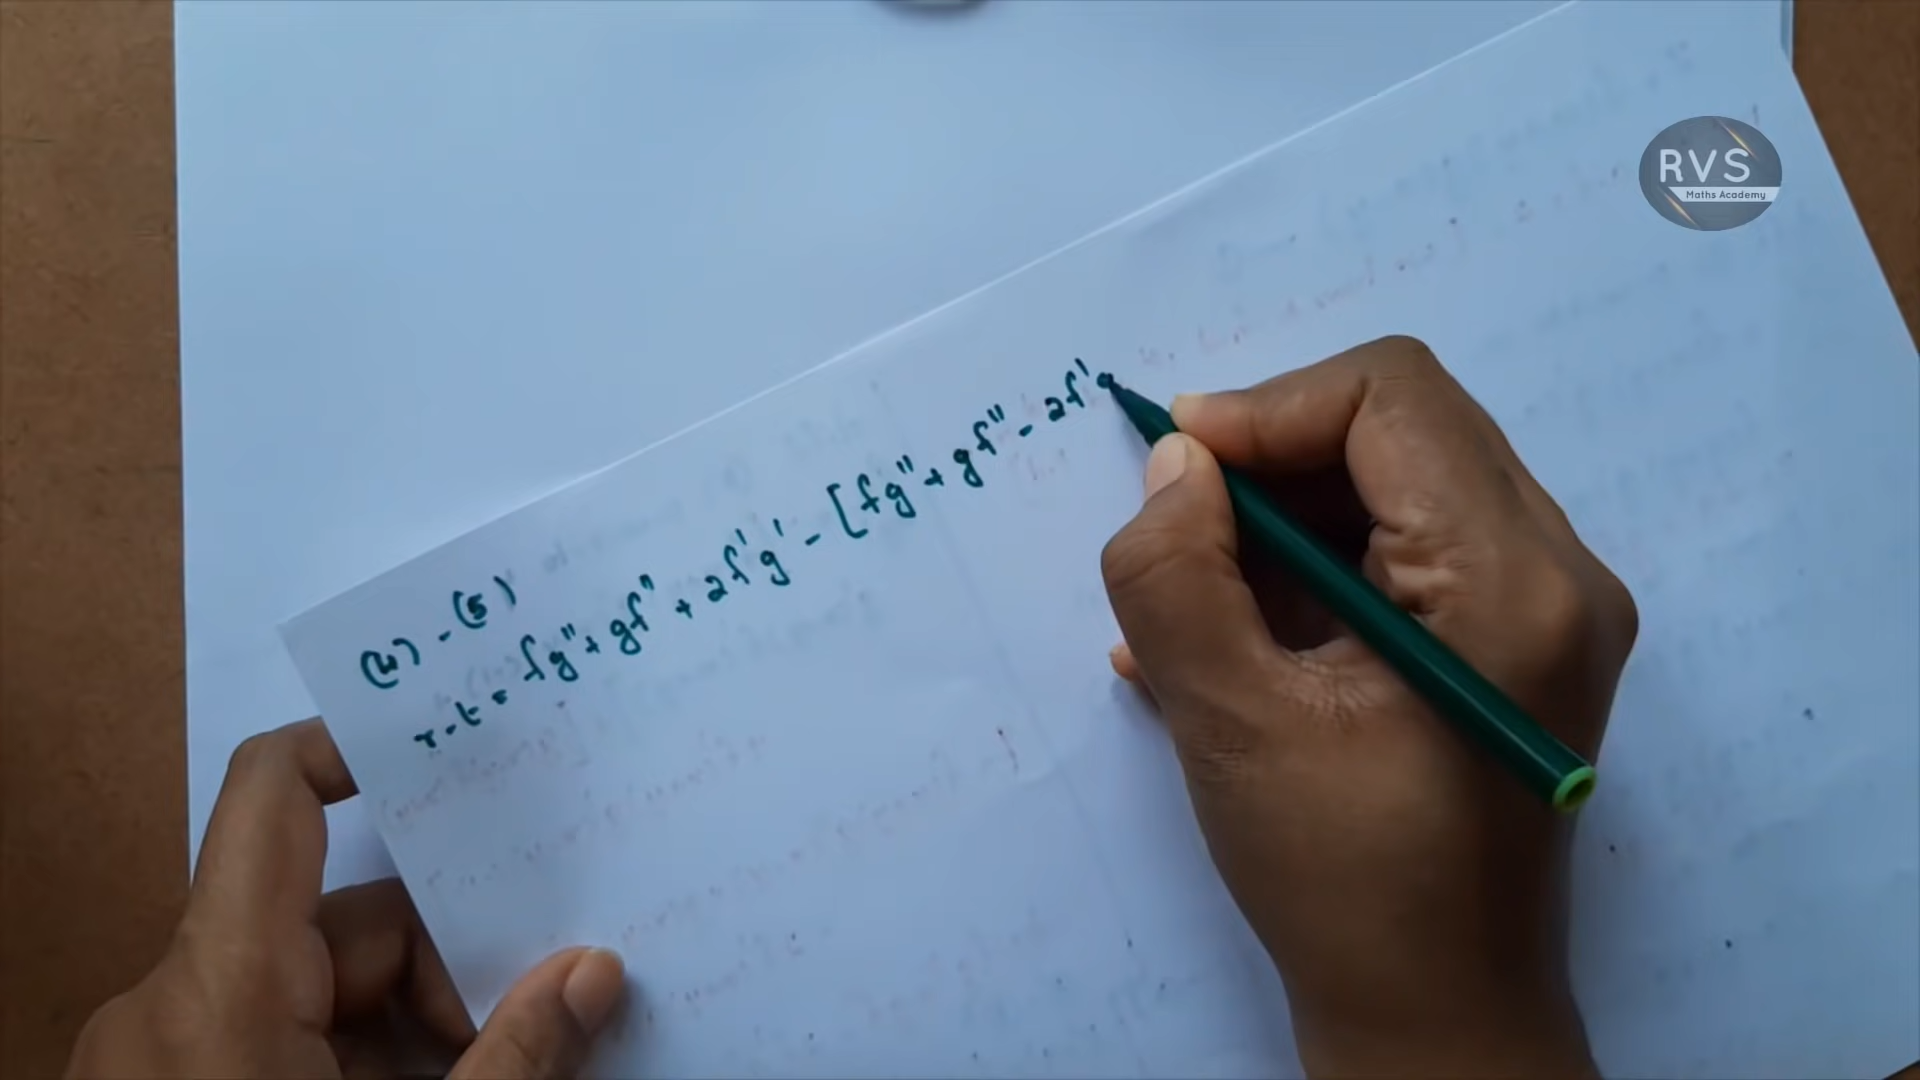 RVS
Maths Academy
(4) - (5)
r - t = fg" + gf" + 2f'g' - [fg" + gf" - 2f'g